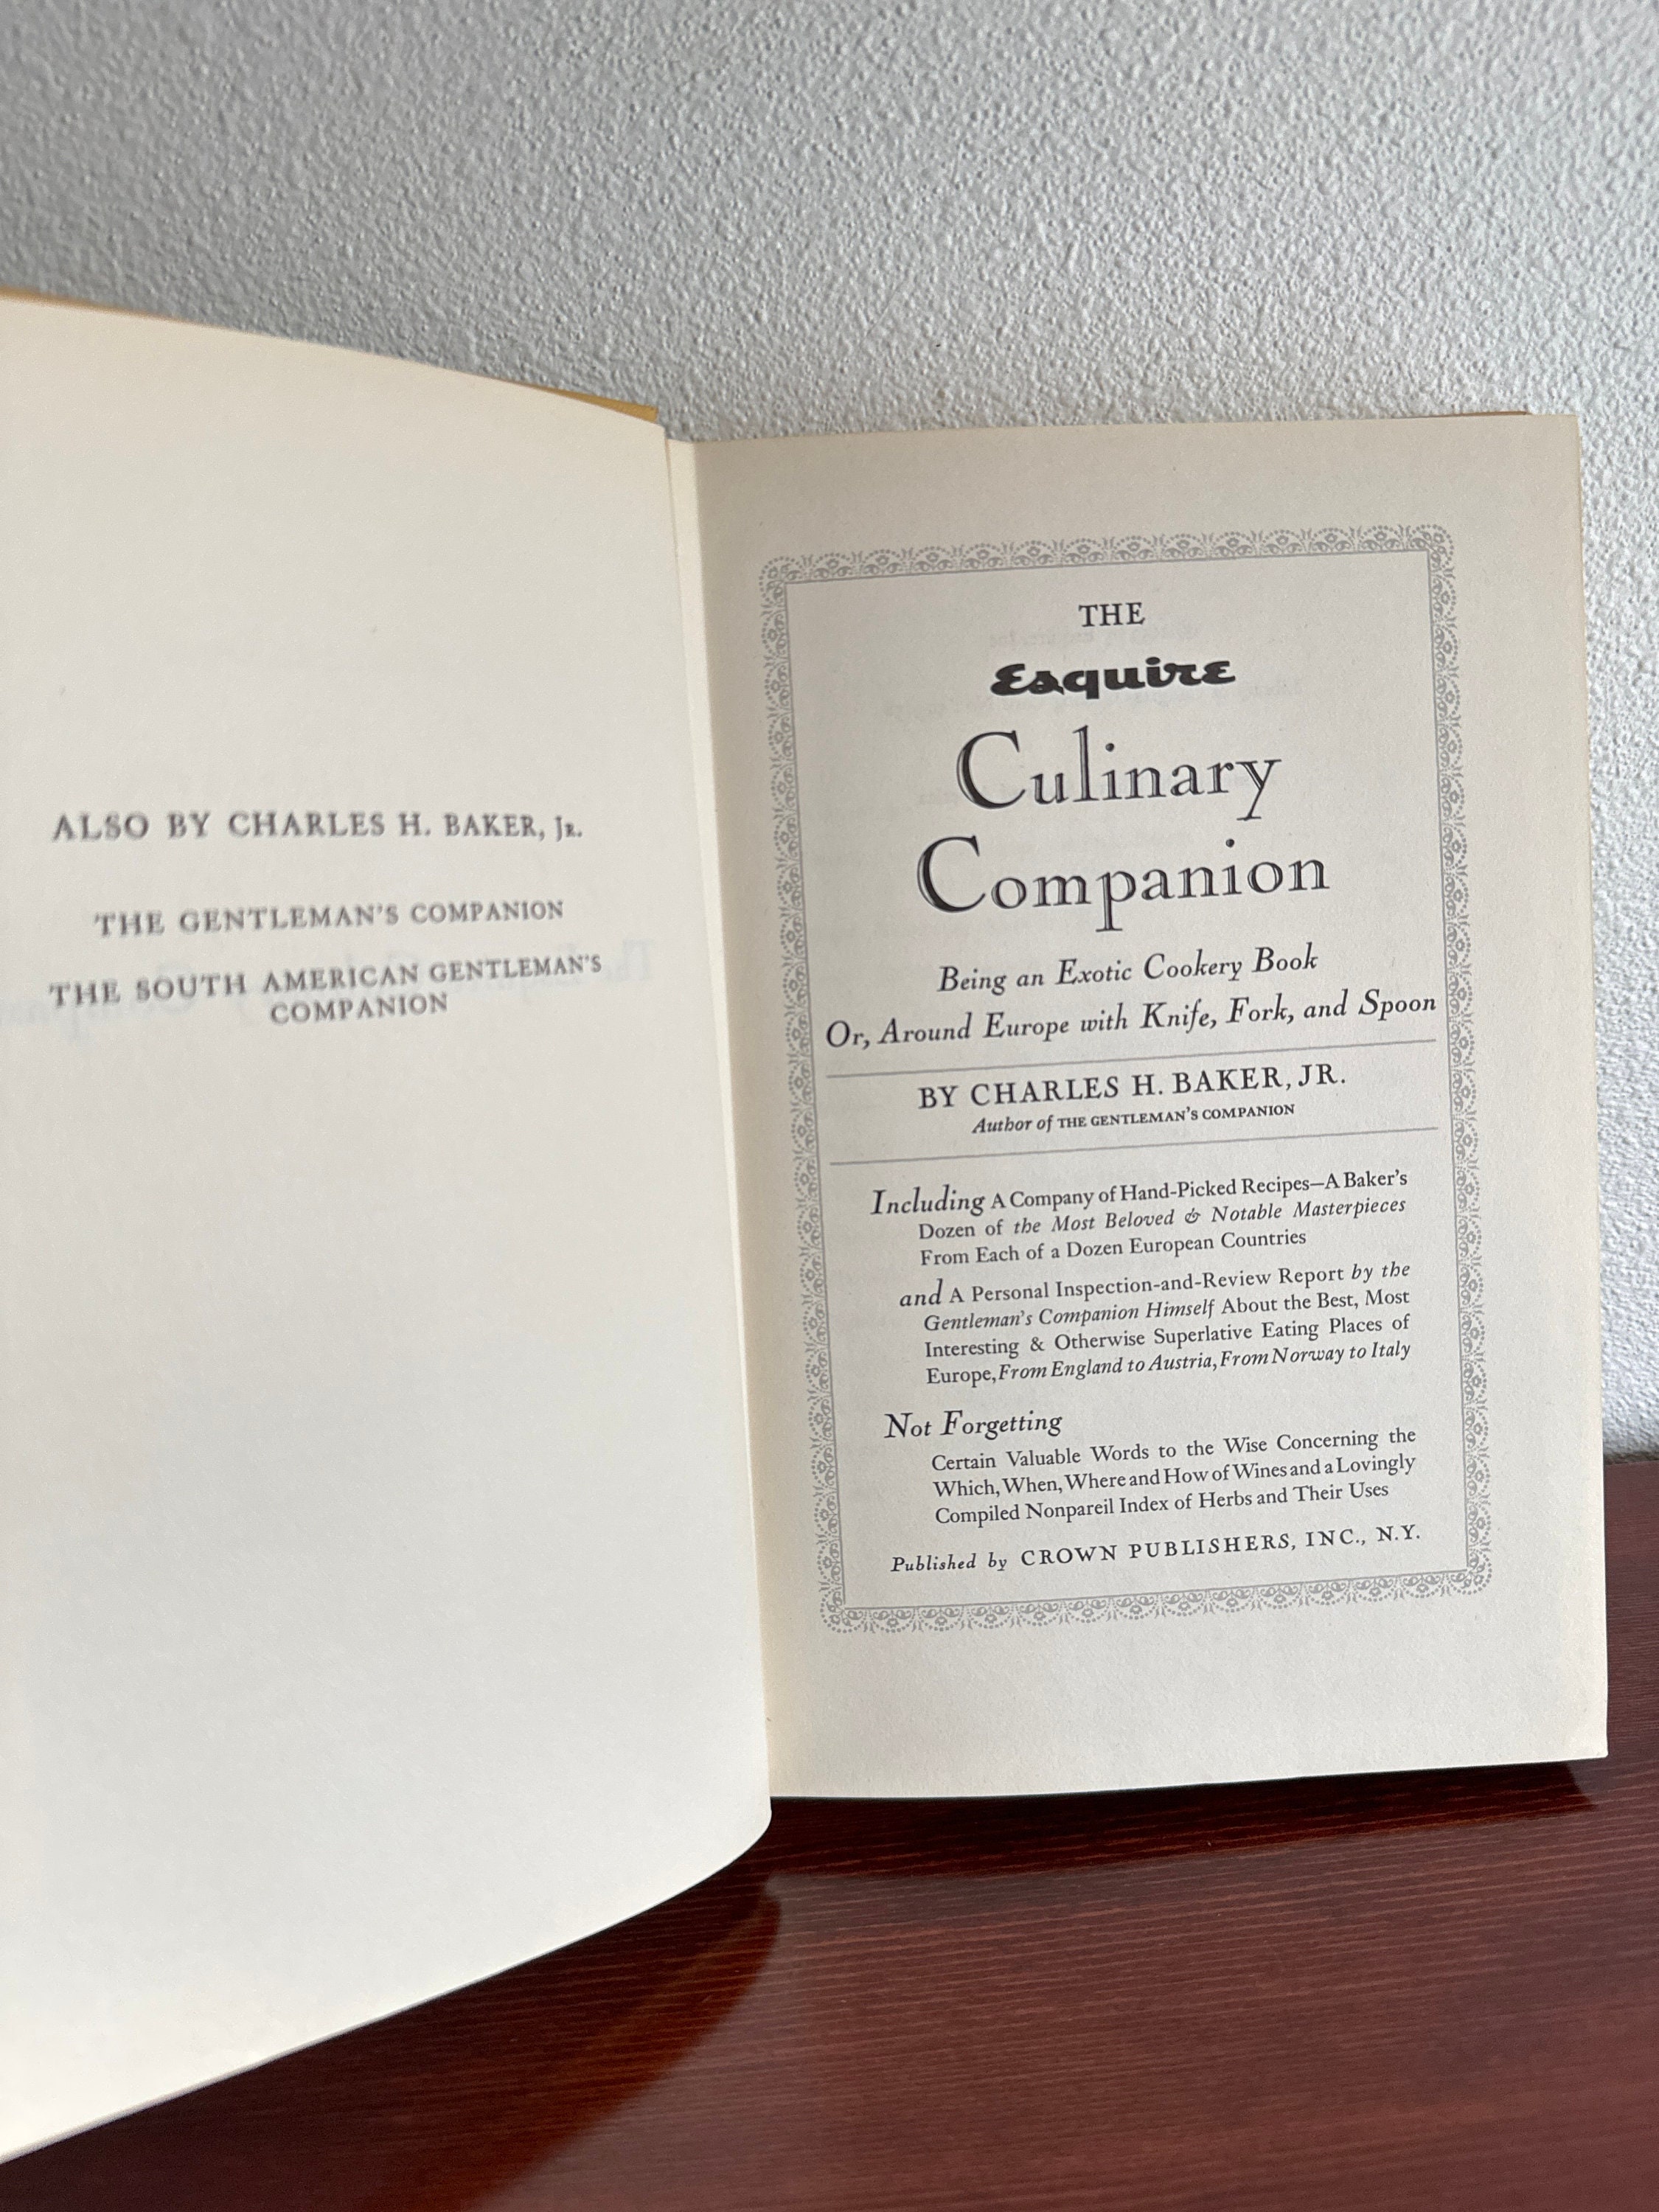 ALSO BY CHARLES H. BAKER, Jr.
THE GENTLEMAN'S COMPANION
THE SOUTH AMERICAN GENTLEMAN'S
COMPANION
THE
Esquire
Culinary
Companion
Being an Exotic Cookery Book
Or, Around Europe with Knife, Fork, and Spoon
BY CHARLES H. BAKER, JR.
Author of THE GENTLEMAN'S COMPANION
Including A Company of Hand-Picked Recipes—A Baker's
Dozen of the Most Beloved & Notable Masterpieces
From Each of a Dozen European Countries
and A Personal Inspection-and-Review Report by the
Gentleman's Companion Himself About the Best, Most
Interesting & Otherwise Superlative Eating Places of
Europe, From England to Austria, From Norway to Italy
Not Forgetting
Certain Valuable Words to the Wise Concerning the
Which, When, Where and How of Wines and a Lovingly
Compiled Nonpareil Index of Herbs and Their Uses
Published by CROWN PUBLISHERS, INC., N.Y.